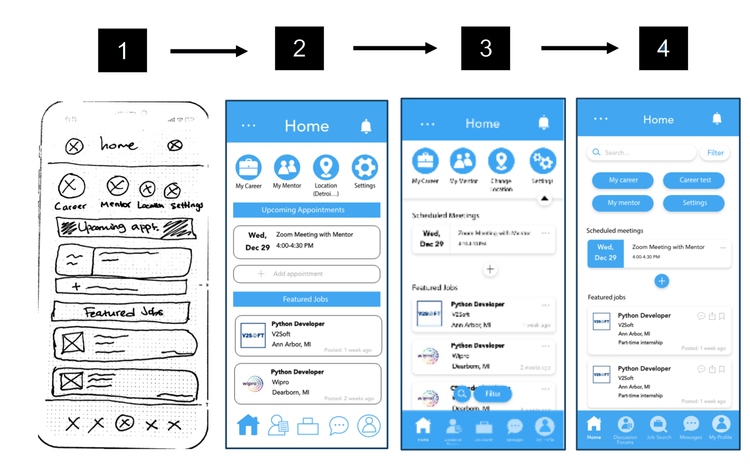 1
2
3
4
home
Career Mentor Location Settings
Upcoming appt.
+
Featured Jobs
Home
My Career
My Mentor
Location
(Detroi...)
Settings
Upcoming Appointments
Wed,
Dec 29
Zoom Meeting with Mentor
4:00-4:30 PM
+ Add appointment
Featured Jobs
V2SOFT
Python Developer
V2Soft
Ann Arbor, MI
Posted: 1 week ago
wipro
Python Developer
Wipro
Dearborn, MI
Posted: 2 weeks ago
Home
My Career
My Mentor
Change
Location
Settings
Scheduled Meetings
Wed,
Dec 29
Zoom Meeting with Mentor
+
Featured Jobs
V2SOFT
Python Developer
V2Soft
Ann Arbor, MI
1 week ago
wipro
Python Developer
Wipro
Dearborn, MI
2 weeks ago
Filter
Home
Messages
Home
Search...
Filter
My career
Career test
My mentor
Settings
Scheduled meetings
Wed,
Dec 29
Zoom Meeting with Mentor
4:00-4:30 PM
+
Featured jobs
V2SOFT
Python Developer
V2Soft
Ann Arbor, MI
Part-time internship
Posted: 1 week ago
V2SOFT
Python Developer
V2Soft
Ann Arbor, MI
Part-time internship
Posted: 1 week ago
Home
Discussion
Forums
Job Search
Messages
My Profile